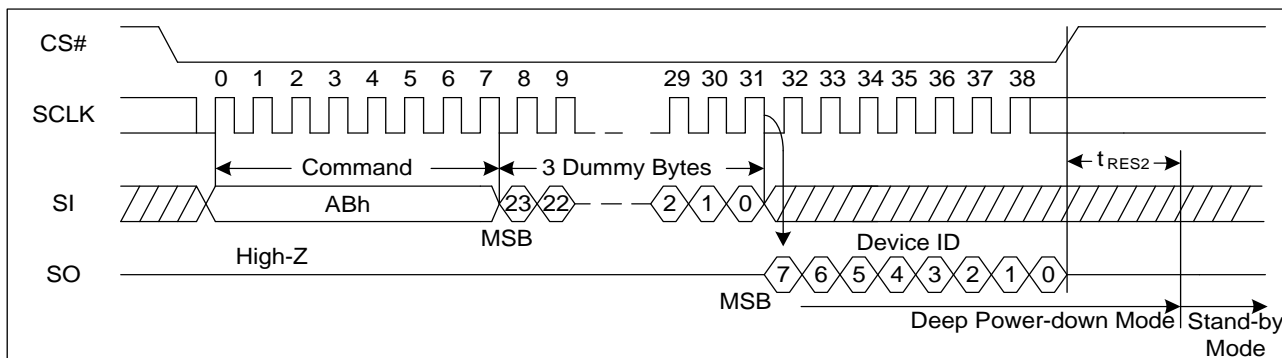 CS#
0 1 2 3 4 5 6 7 8 9 29 30 31 32 33 34 35 36 37 38
SCLK
Command 3 Dummy Bytes tRES2
SI ABh 23 22 2 1 0
MSB
High-Z Device ID
SO 7 6 5 4 3 2 1 0
MSB
Deep Power-down Mode Stand-by
Mode